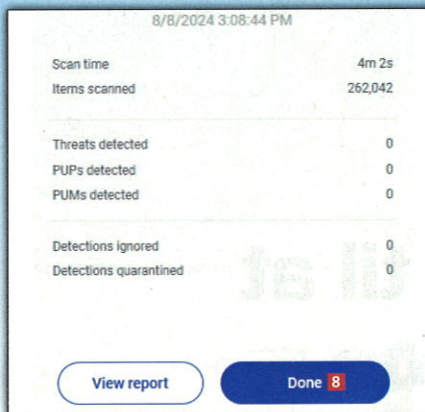 8/8/2024 3:08:44 PM
Scan time 4m 2s
Items scanned 262,042
Threats detected 0
PUPs detected 0
PUMs detected 0
Detections ignored 0
Detections quarantined 0
View report
Done 8